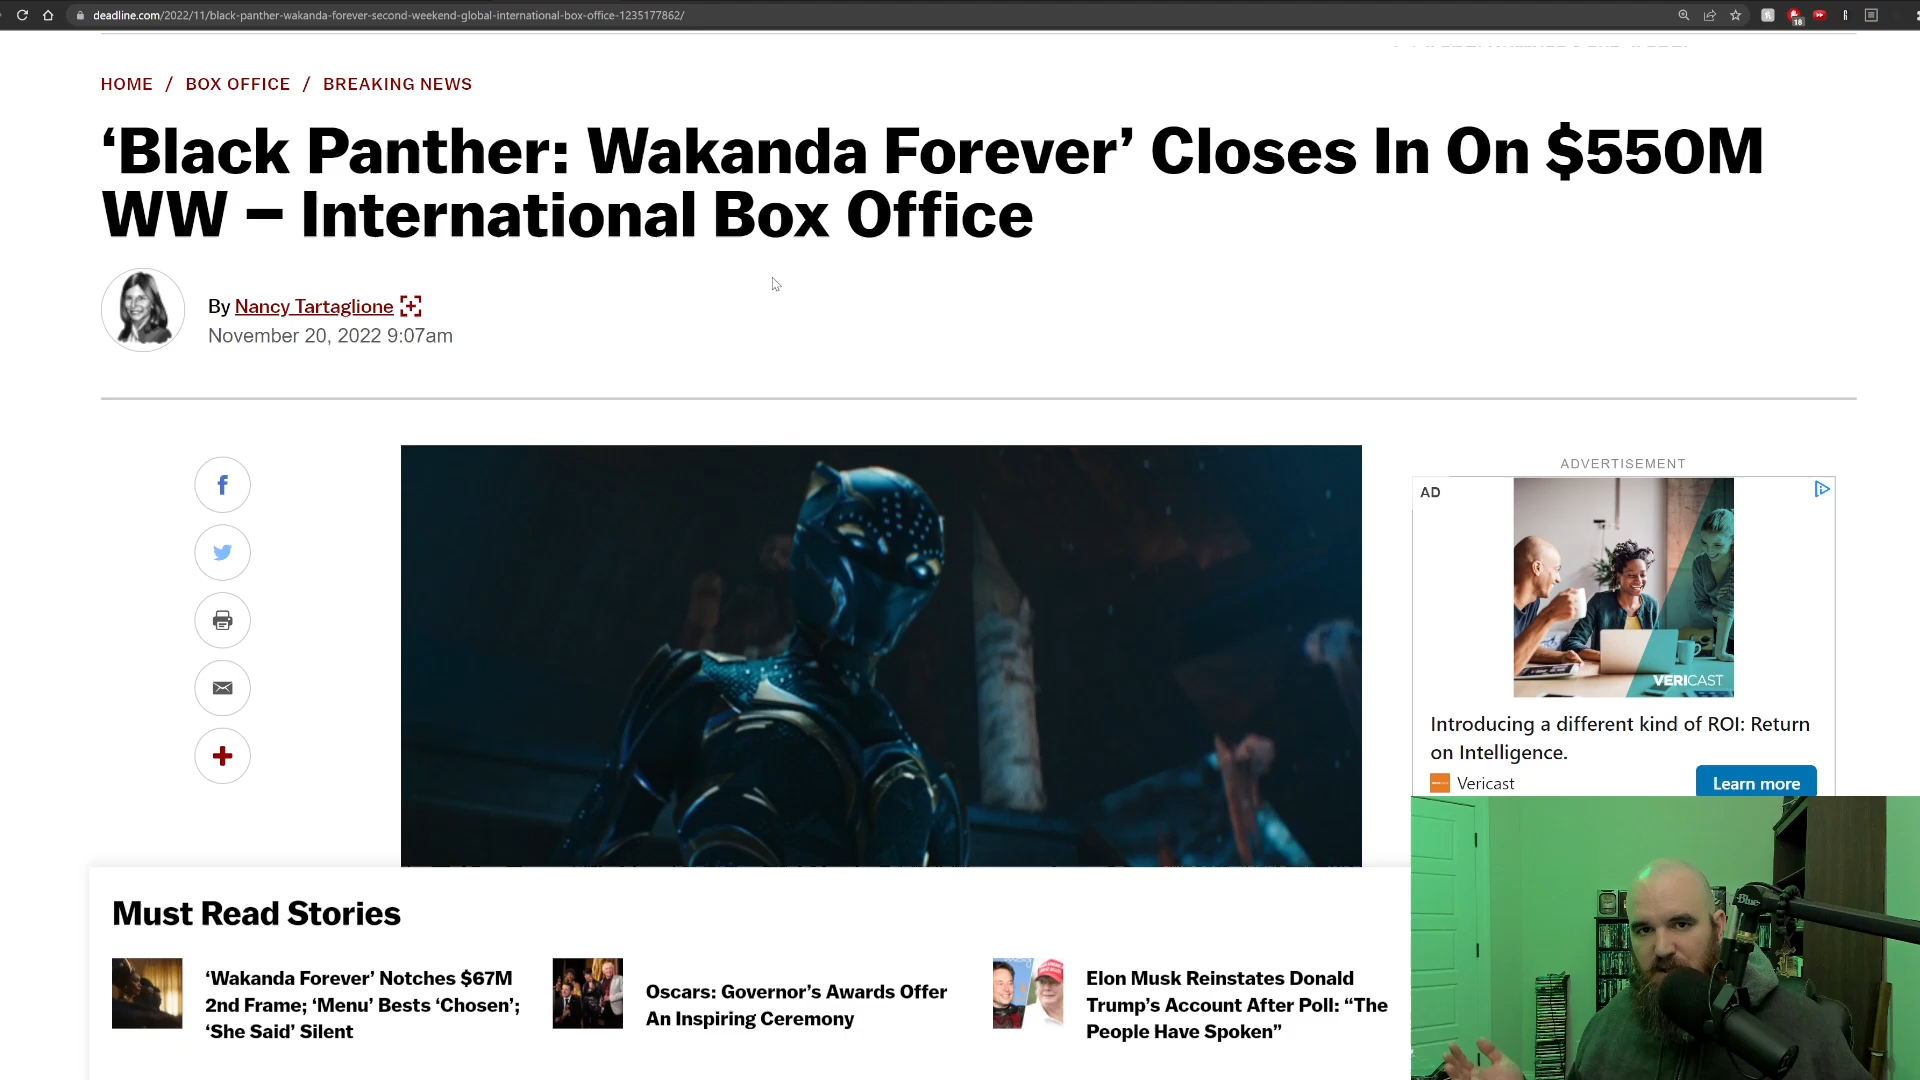 deadline.com/2022/11/black-panther-wakanda-forever-second-weekend-global-international-box-office-1235177862/
18
HOME / BOX OFFICE / BREAKING NEWS
‘Black Panther: Wakanda Forever’ Closes In On $550M
WW – International Box Office
By Nancy Tartaglione
November 20, 2022 9:07am
ADVERTISEMENT
AD
VERICAST
Introducing a different kind of ROI: Return
on Intelligence.
Vericast
Learn more
Must Read Stories
‘Wakanda Forever’ Notches $67M
2nd Frame; ‘Menu’ Bests ‘Chosen’;
‘She Said’ Silent
Oscars: Governor’s Awards Offer
An Inspiring Ceremony
Elon Musk Reinstates Donald
Trump’s Account After Poll: “The
People Have Spoken”
Blue